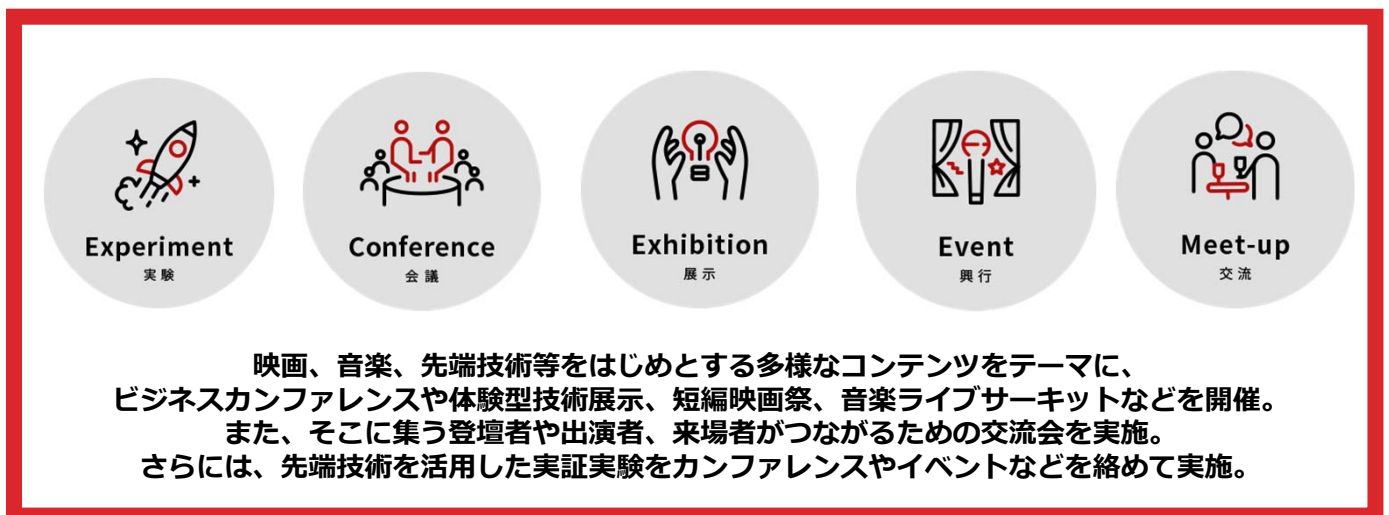 Experiment
実験
Conference
会議
Exhibition
展示
Event
興行
Meet-up
交流
映画、音楽、先端技術等をはじめとする多様なコンテンツをテーマに、
ビジネスカンファレンスや体験型技術展示、短編映画祭、音楽ライブサーキットなどを開催。
また、そこに集う登壇者や出演者、来場者がつながるための交流会を実施。
さらには、先端技術を活用した実証実験をカンファレンスやイベントなどを絡めて実施。